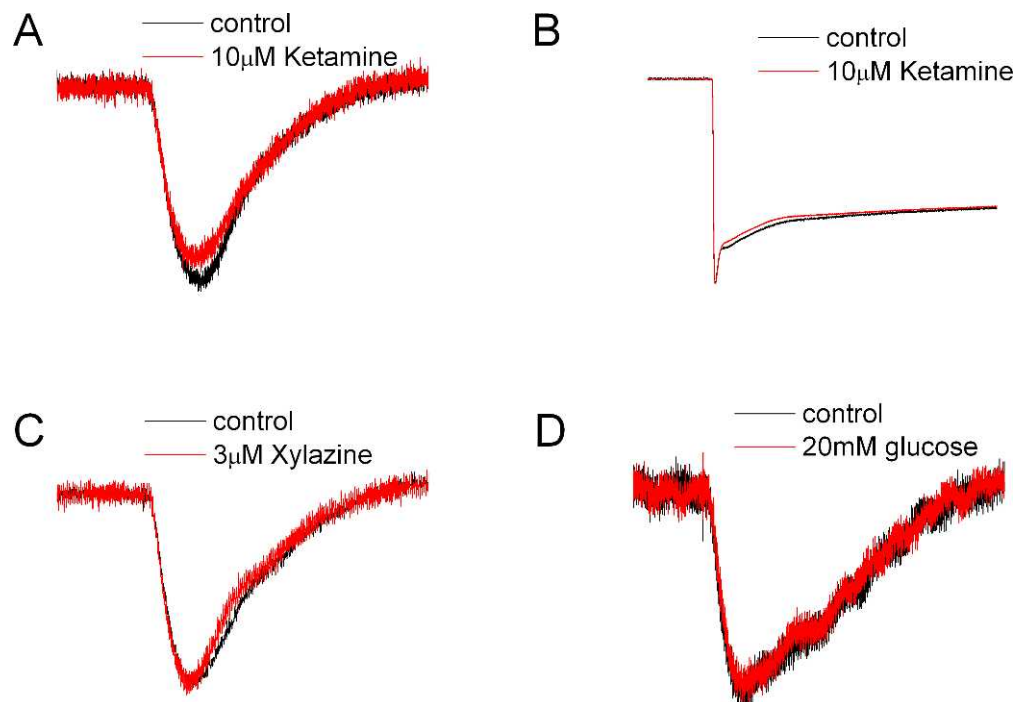 A
control
10μM Ketamine
B
control
10μM Ketamine
C
control
3μM Xylazine
D
control
20mM glucose